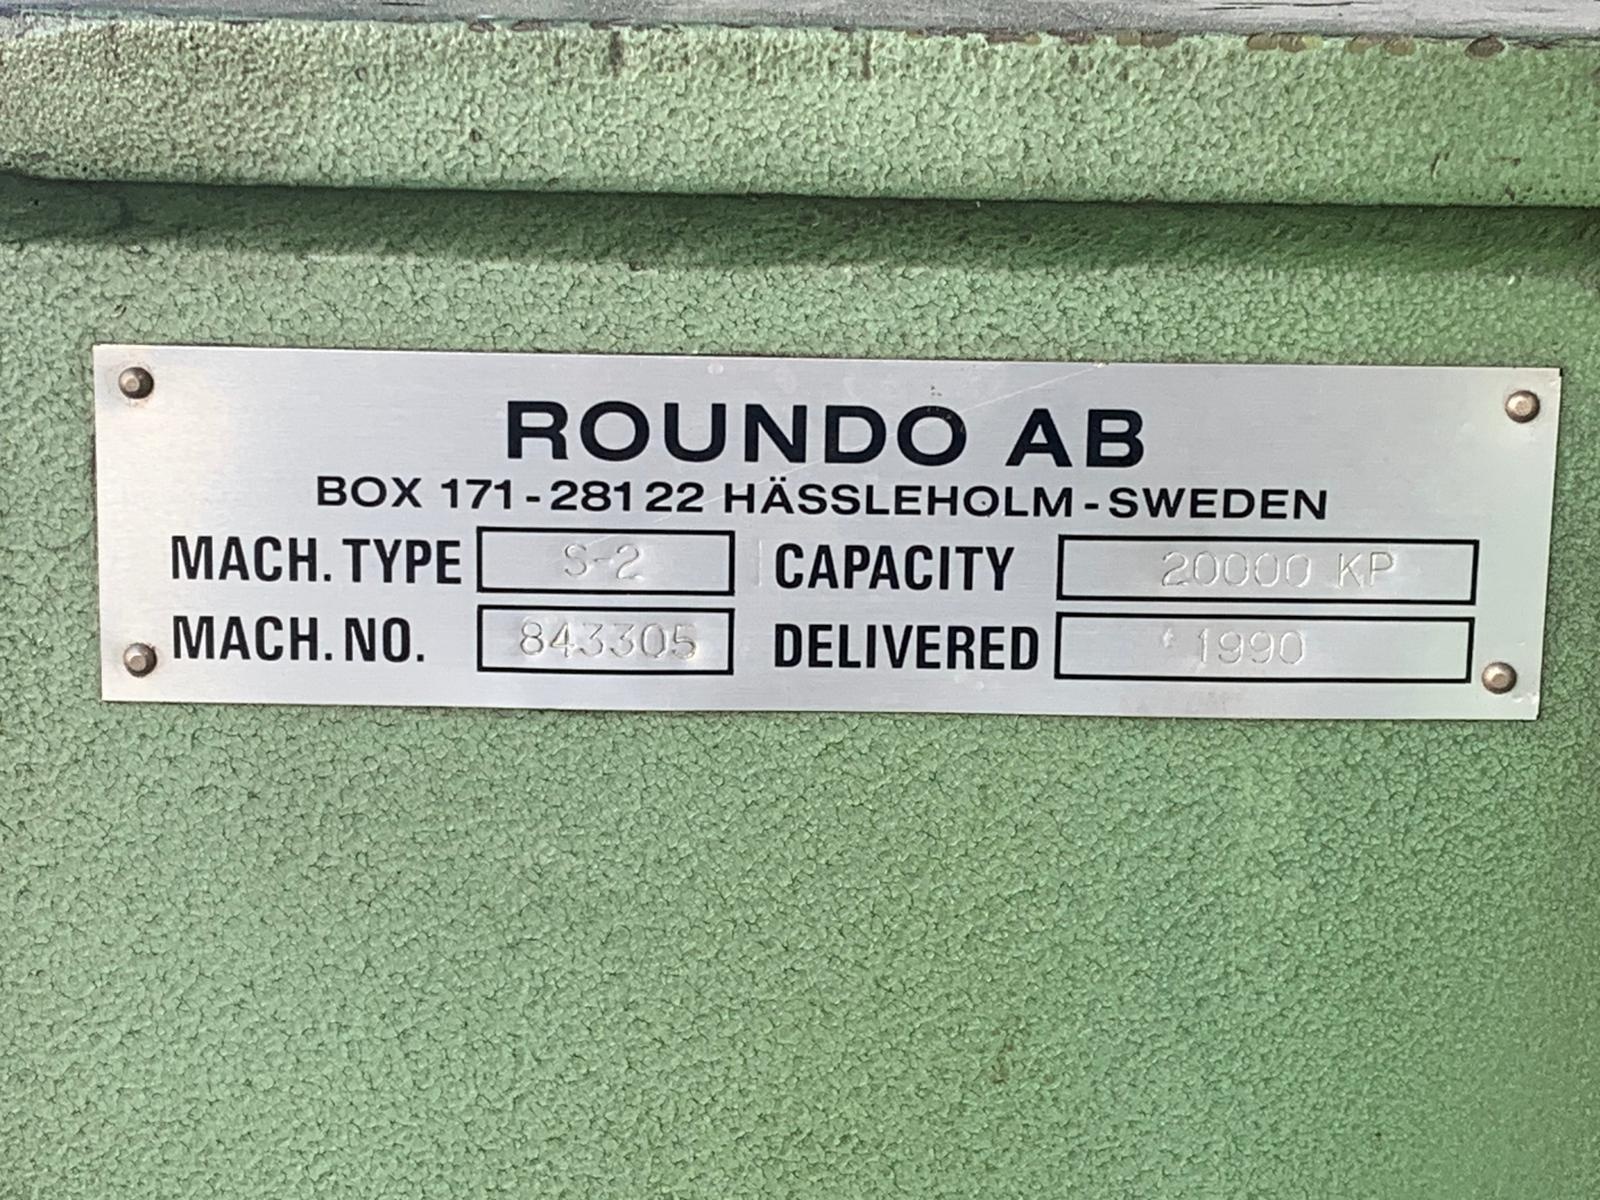 ROUNDO AB
BOX 171-28122 HÄSSLEHOLM-SWEDEN
MACH. TYPE S-2 CAPACITY 20000 KP
MACH. NO. 843305 DELIVERED 1990